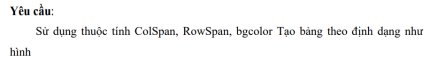 Yêu cầu:
Sử dụng thuộc tính ColSpan, RowSpan, bgcolor Tạo bảng theo định dạng như
hình